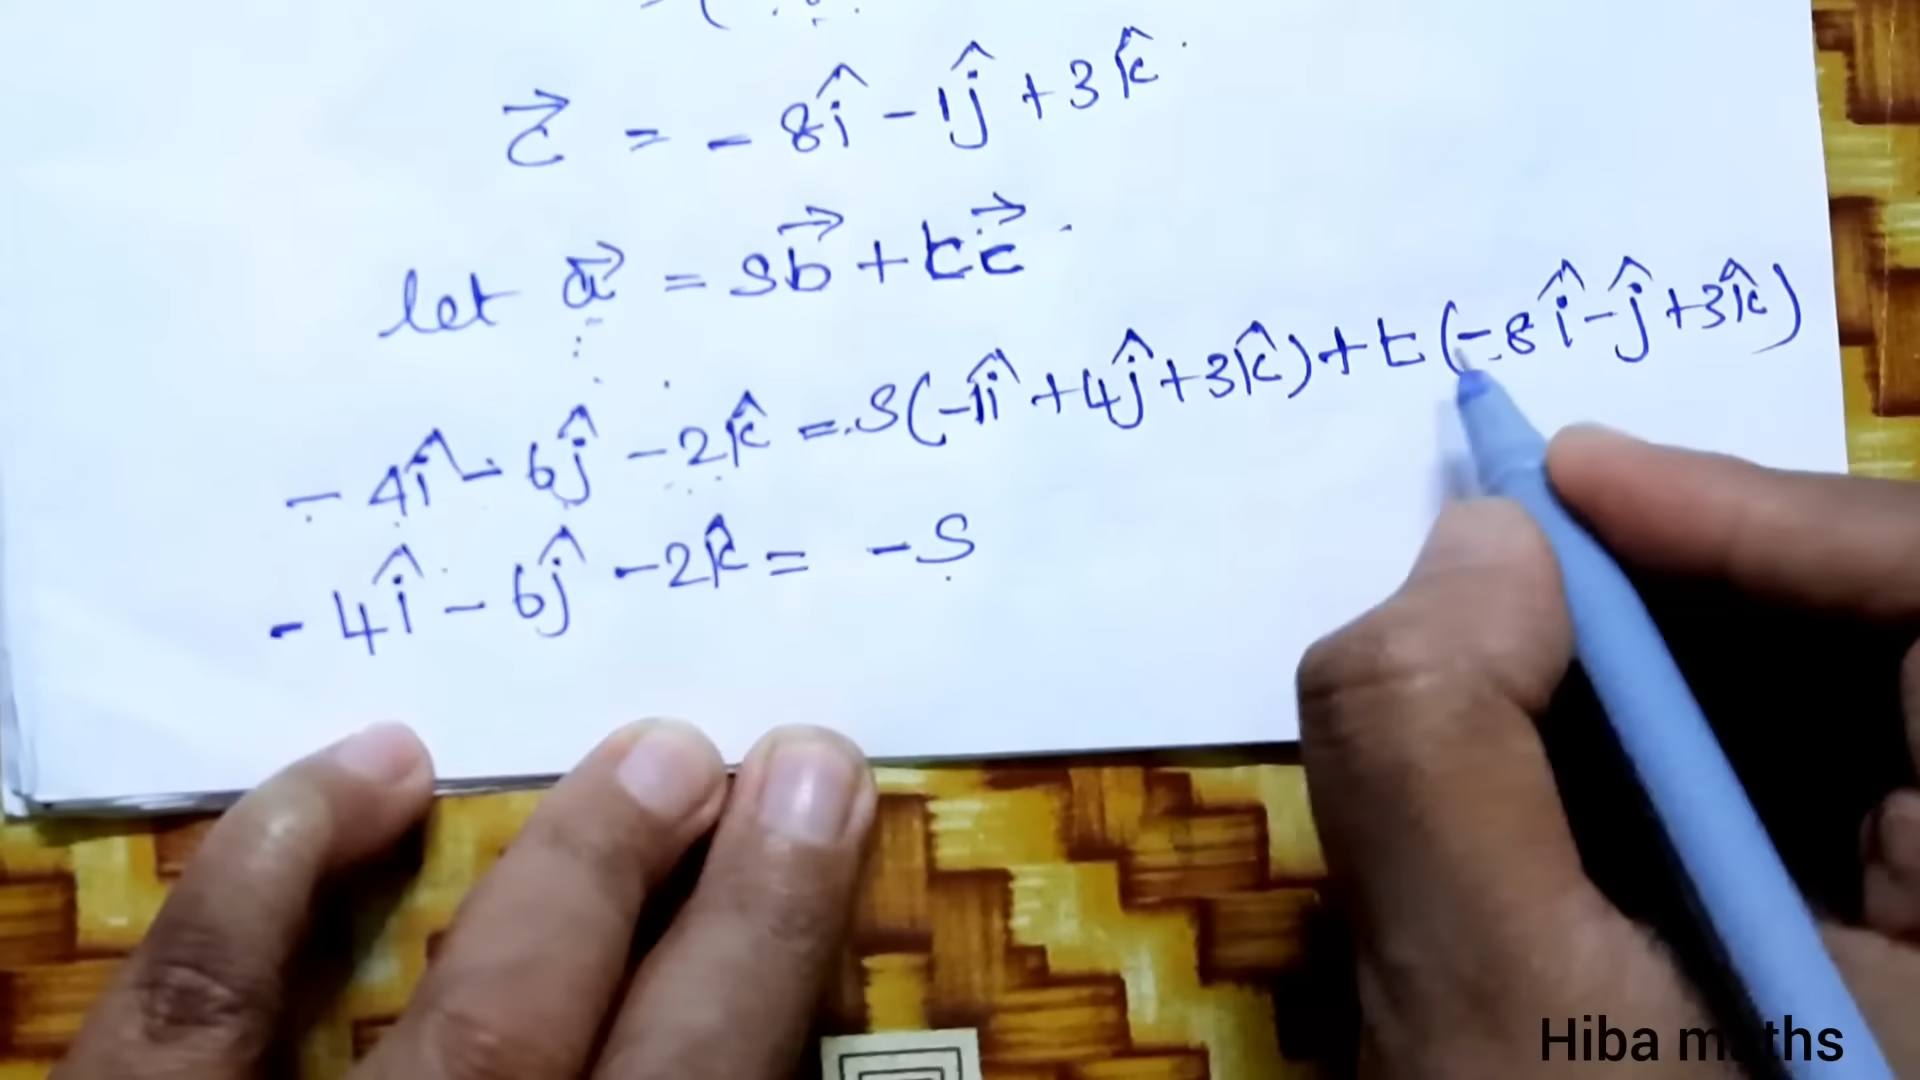 c⃗ = - 8î - 1ĵ + 3k̂
let a⃗ = sb⃗ + tc⃗
- 4î - 6ĵ - 2k̂ = s(-1î + 4ĵ + 3k̂) + t(-8î - ĵ + 3k̂)
- 4î - 6ĵ - 2k̂ = - s
Hiba maths